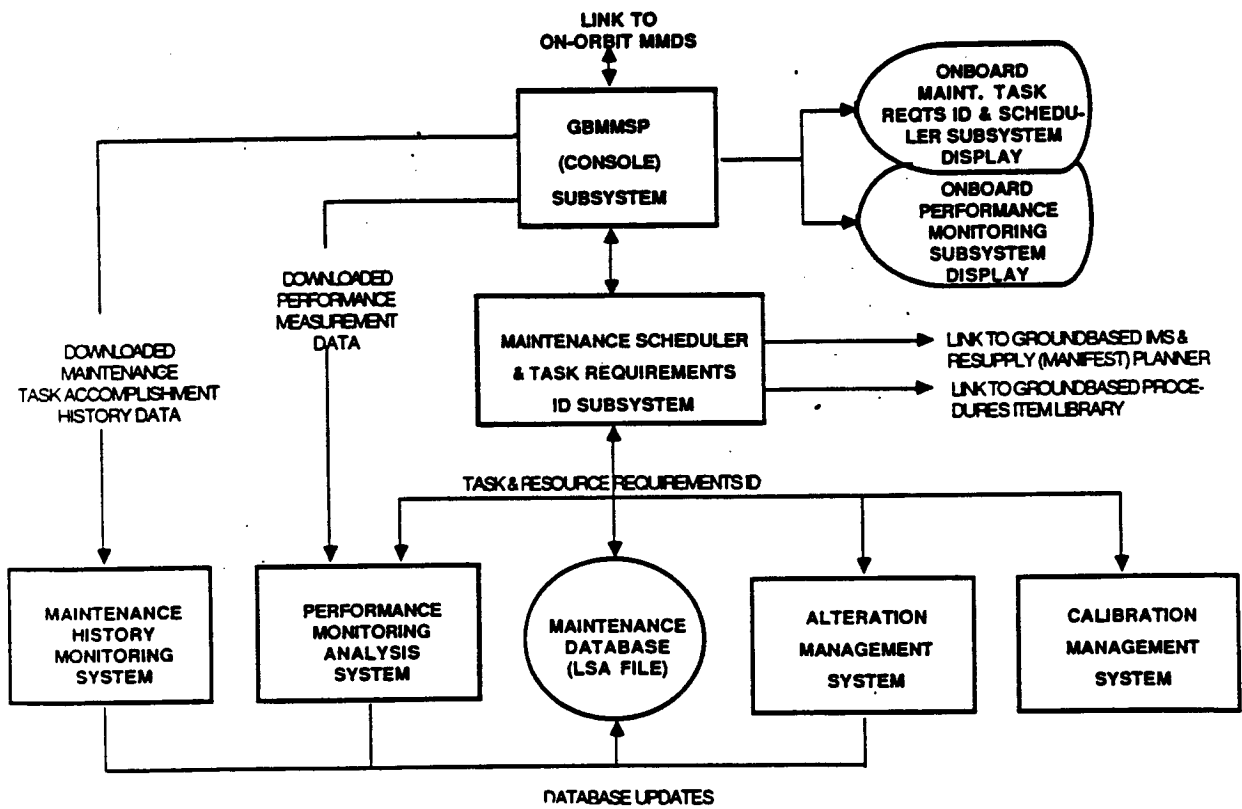 LINK TO
ON-ORBIT MMDS
GBMMSP
(CONSOLE)
SUBSYSTEM
ONBOARD
MAINT. TASK
REQTS ID & SCHEDU-
LER SUBSYSTEM
DISPLAY
ONBOARD
PERFORMANCE
MONITORING
SUBSYSTEM
DISPLAY
DOWNLOADED
PERFORMANCE
MEASUREMENT
DATA
DOWNLOADED
MAINTENANCE
TASK ACCOMPLISHMENT
HISTORY DATA
MAINTENANCE SCHEDULER
& TASK REQUIREMENTS
ID SUBSYSTEM
LINK TO GROUNDBASED IMS &
RESUPPLY (MANIFEST) PLANNER
LINK TO GROUNDBASED PROCE-
DURES ITEM LIBRARY
TASK & RESOURCE REQUIREMENTS ID
MAINTENANCE
HISTORY
MONITORING
SYSTEM
PERFORMANCE
MONITORING
ANALYSIS
SYSTEM
MAINTENANCE
DATABASE
(LSA FILE)
ALTERATION
MANAGEMENT
SYSTEM
CALIBRATION
MANAGEMENT
SYSTEM
DATABASE UPDATES